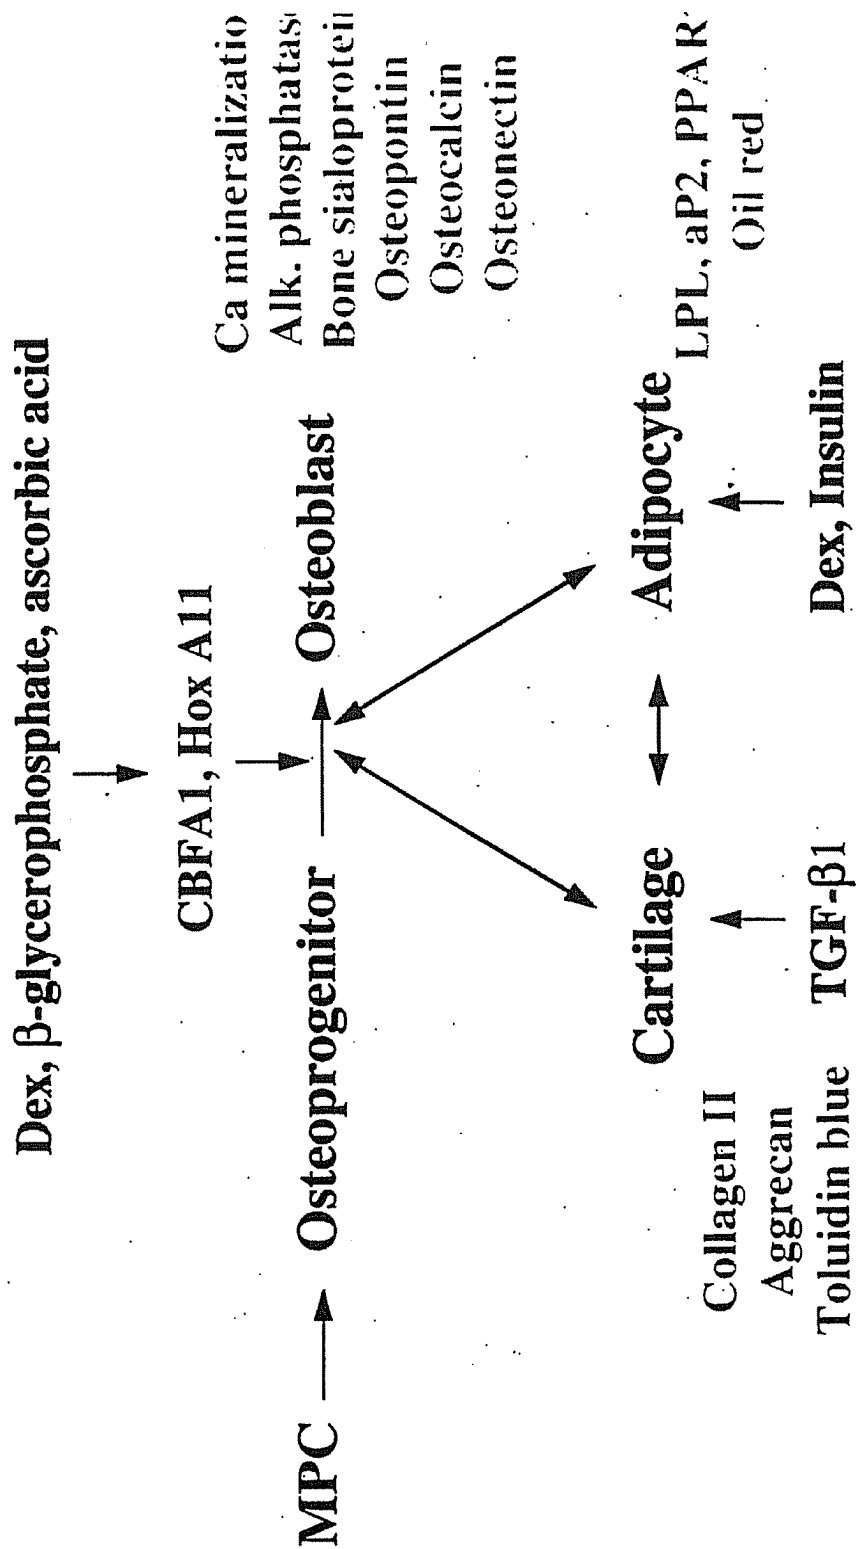 Dex, β-glycerophosphate, ascorbic acid
CBFA1, Hox A11
MPC
Osteoprogenitor
Osteoblast
Ca mineralizatio
Alk. phosphatas
Bone sialoprotei
Osteopontin
Osteocalcin
Osteonectin
Cartilage
Adipocyte
LPL, aP2, PPAR
Oil red
Collagen II
Aggrecan
Toluidin blue
TGF-β1
Dex, Insulin